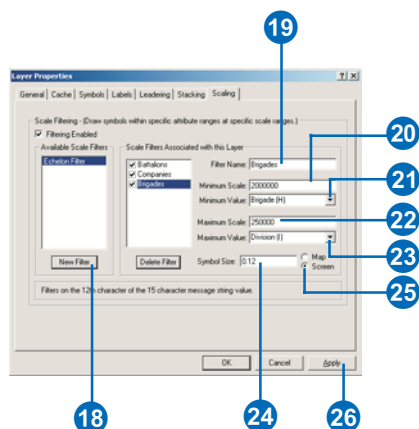 19
Layer Properties ? ×
General Cache Symbols Labels Leadering Stacking Scaling
Scale Filtering - (Draw symbols within specific attribute ranges at specific scale ranges.)
Filtering Enabled
Available Scale Filters
Echelon Filter
New Filter
Scale Filters Associated with this Layer
Battalions
Companies
Brigades
Delete Filter
Filter Name: Brigades
Minimum Scale: 2000000
Minimum Value: Brigade (H)
Maximum Scale: 250000
Maximum Value: Division (I)
Symbol Size: 0.12
Map
Screen
Filters on the 12th character of the 15 character message string value.
OK Cancel Apply
20
21
22
23
25
18
24
26